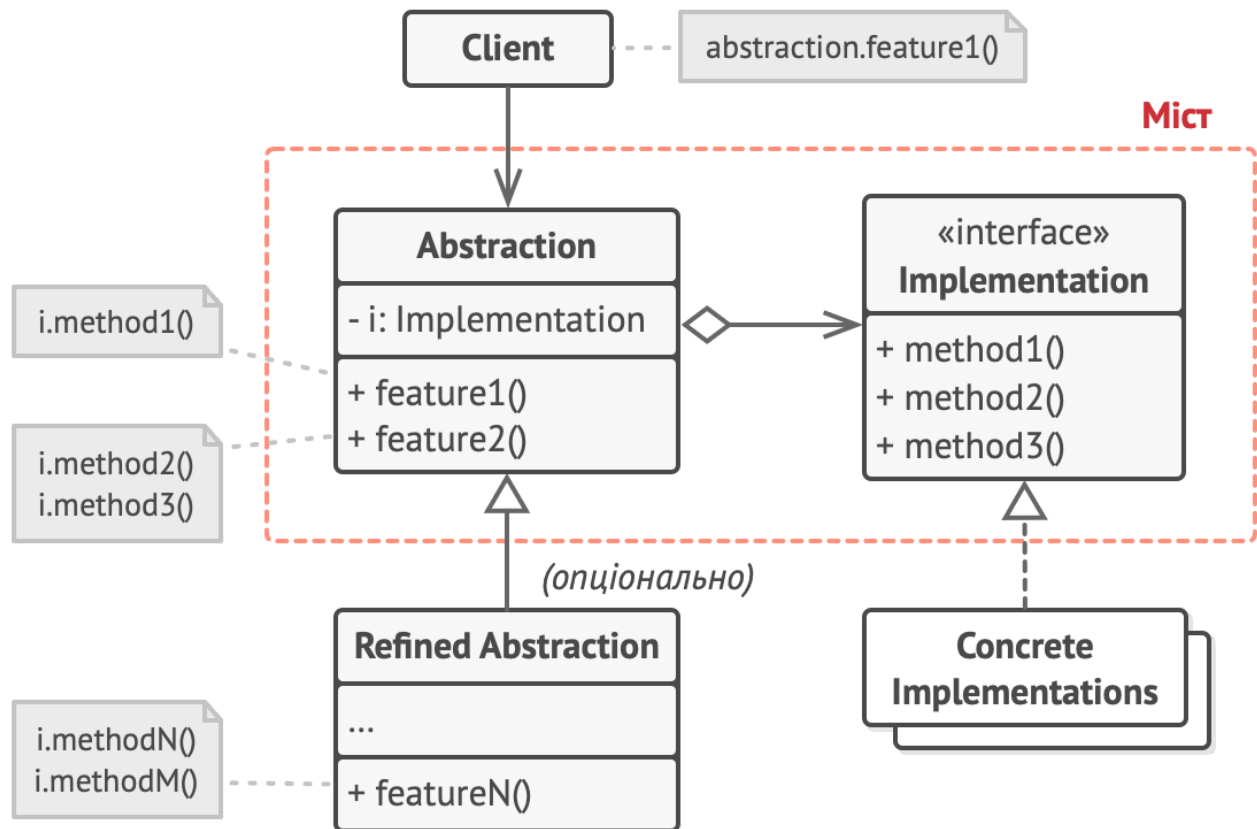 Client
abstraction.feature1()
Міст
Abstraction
- i: Implementation
+ feature1()
+ feature2()
«interface»
Implementation
+ method1()
+ method2()
+ method3()
i.method1()
i.method2()
i.method3()
(опціонально)
Refined Abstraction
...
+ featureN()
Concrete
Implementations
i.methodN()
i.methodM()